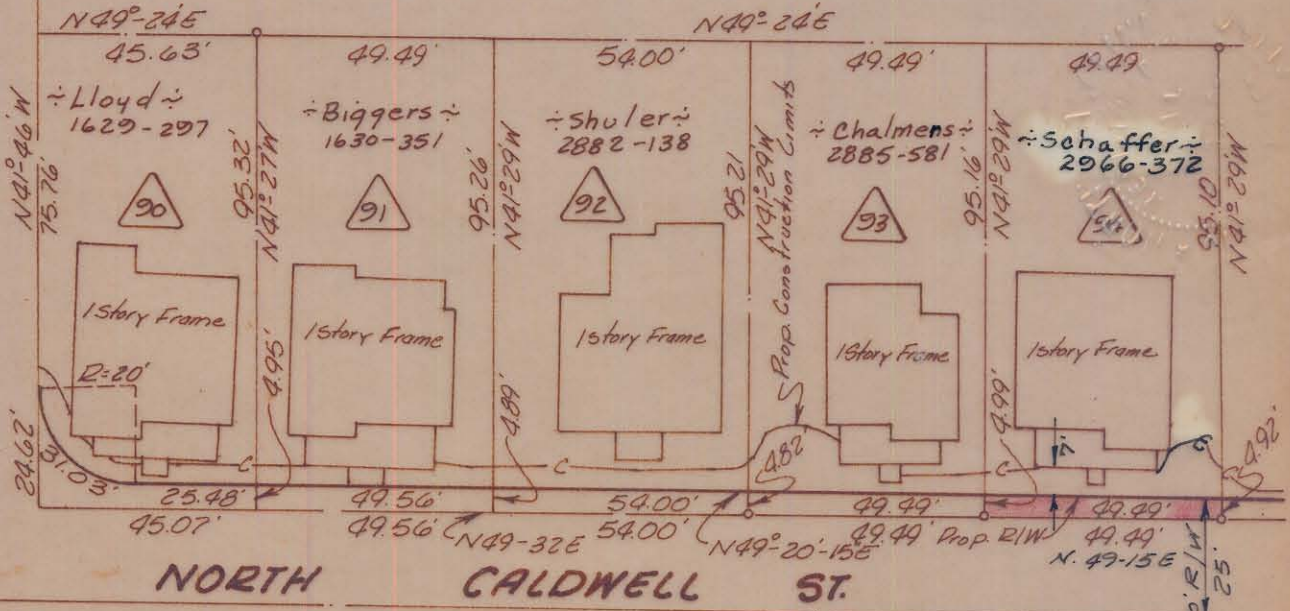 N49°-24'E
N49°-24'E
45.63'
49.49'
54.00'
49.49'
49.49
÷Lloyd÷
1629-297
÷Biggers÷
1630-351
÷Shuler÷
2882-138
÷Chalmers÷
2885-581
÷Schaffer÷
2966-372
N41°-46'W
75.76'
95.32'
N41°-27'W
95.26'
N41°-29'W
95.21
N41°-29'W
Prop. Construction Limits
95.16'
N41°-29'W
95.10
N41°-29'W
90
91
92
93
94
1 Story Frame
1 Story Frame
1 Story Frame
1 Story Frame
1 Story Frame
R=20'
4.95'
4.89'
4.82'
4.99'
7'
4.92'
24.62'
31.03'
C
C
C
C
C
25.48'
49.56'
54.00'
49.49'
49.49'
45.07'
49.56'
N49-32E
54.00'
N49°-20'-15"E
49.49'
Prop. R/W
49.49'
N. 49-15E
R/W
25'
NORTH CALDWELL ST.